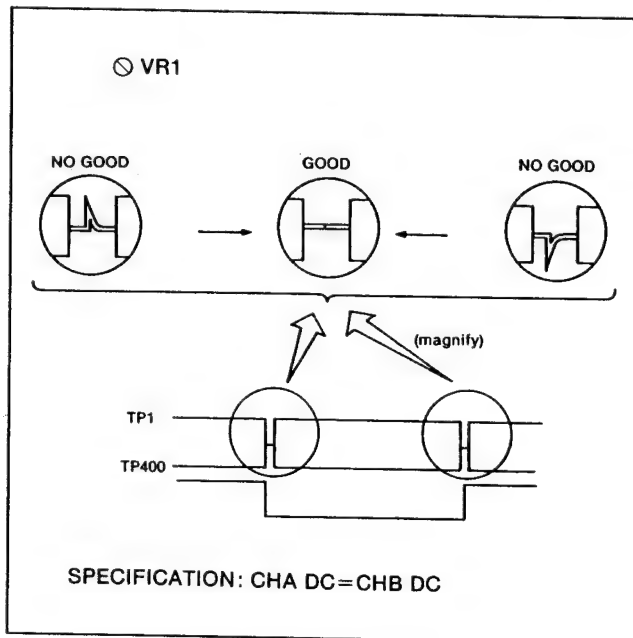 ⊘ VR1
NO GOOD
GOOD
NO GOOD
(magnify)
TP1
TP400
SPECIFICATION: CHA DC=CHB DC